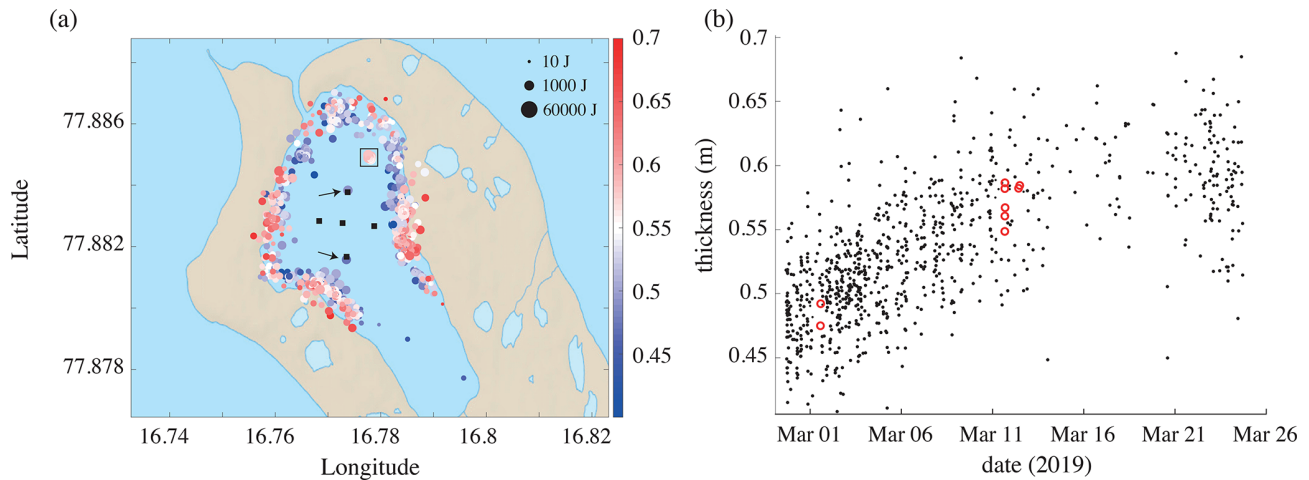 (a)
0.7
0.65
0.6
0.55
0.5
0.45
10 J
1000 J
60000 J
77.886
77.882
77.878
Latitude
16.74
16.76
16.78
16.8
16.82
Longitude
(b)
0.7
0.65
0.6
0.55
0.5
0.45
thickness (m)
Mar 01
Mar 06
Mar 11
Mar 16
Mar 21
Mar 26
date (2019)